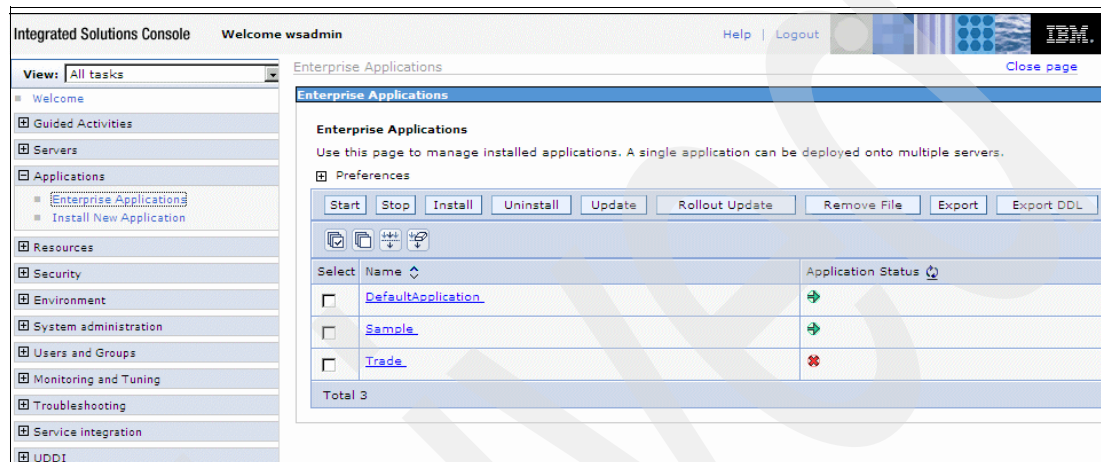 Integrated Solutions Console Welcome wsadmin Help | Logout IBM.
View: All tasks
Enterprise Applications Close page
Welcome
Guided Activities
Servers
Applications
Enterprise Applications
Install New Application
Resources
Security
Environment
System administration
Users and Groups
Monitoring and Tuning
Troubleshooting
Service integration
UDDI
Enterprise Applications
Enterprise Applications
Use this page to manage installed applications. A single application can be deployed onto multiple servers.
Preferences
Start Stop Install Uninstall Update Rollout Update Remove File Export Export DDL
Select Name Application Status
DefaultApplication
Sample
Trade
Total 3